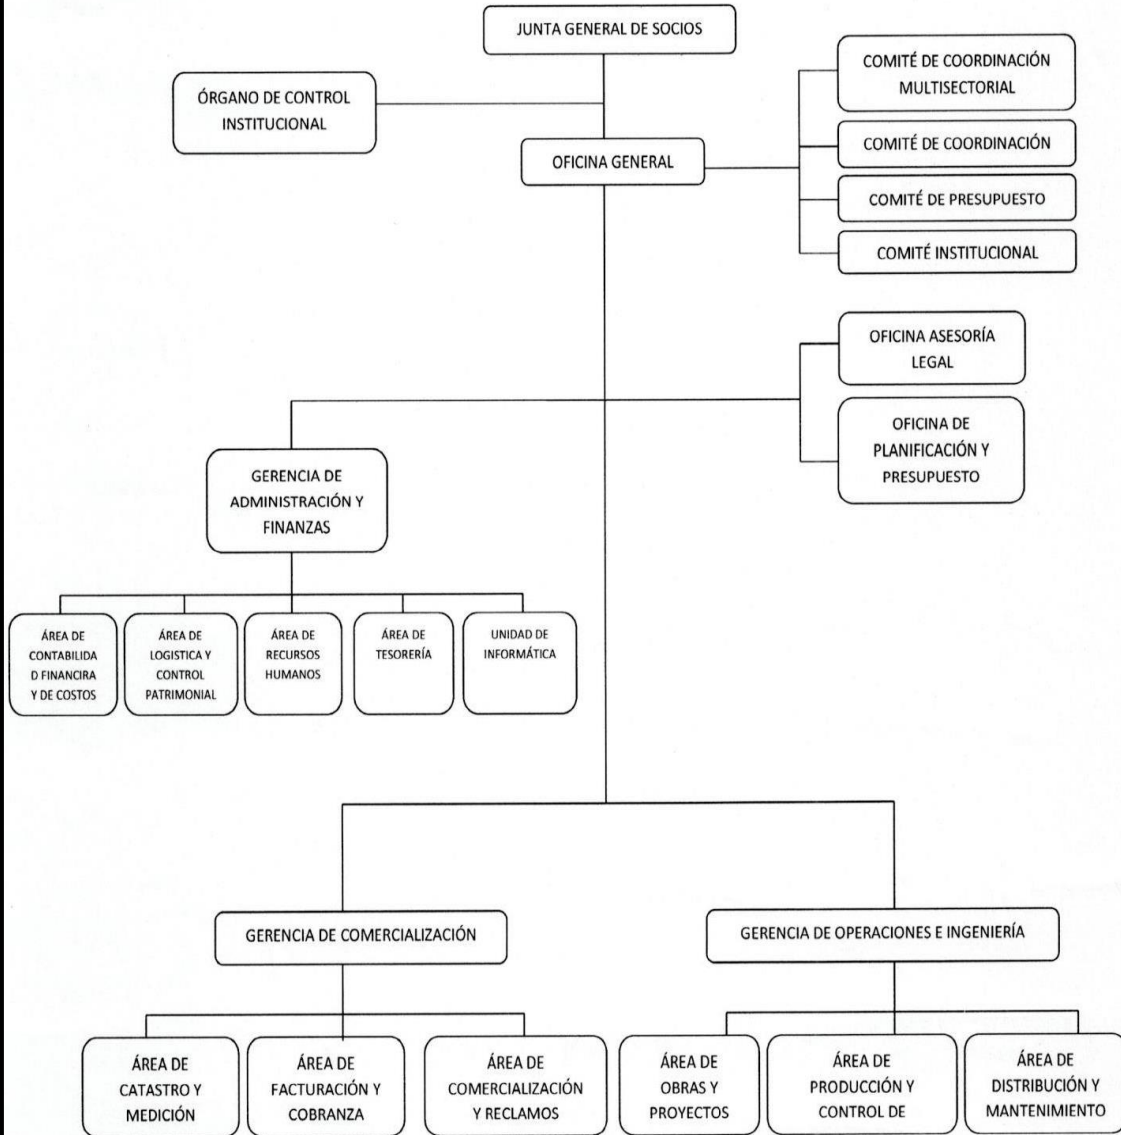 JUNTA GENERAL DE SOCIOS
ÓRGANO DE CONTROL
INSTITUCIONAL
COMITÉ DE COORDINACIÓN
MULTISECTORIAL
OFICINA GENERAL
COMITÉ DE COORDINACIÓN
COMITÉ DE PRESUPUESTO
COMITÉ INSTITUCIONAL
OFICINA ASESORÍA
LEGAL
OFICINA DE
PLANIFICACIÓN Y
PRESUPUESTO
GERENCIA DE
ADMINISTRACIÓN Y
FINANZAS
ÁREA DE
CONTABILIDA
D FINANCIRA
Y DE COSTOS
ÁREA DE
LOGISTICA Y
CONTROL
PATRIMONIAL
ÁREA DE
RECURSOS
HUMANOS
ÁREA DE
TESORERÍA
UNIDAD DE
INFORMÁTICA
GERENCIA DE COMERCIALIZACIÓN
GERENCIA DE OPERACIONES E INGENIERÍA
ÁREA DE
CATASTRO Y
MEDICIÓN
ÁREA DE
FACTURACIÓN Y
COBRANZA
ÁREA DE
COMERCIALIZACIÓN
Y RECLAMOS
ÁREA DE
OBRAS Y
PROYECTOS
ÁREA DE
PRODUCCIÓN Y
CONTROL DE
ÁREA DE
DISTRIBUCIÓN Y
MANTENIMIENTO